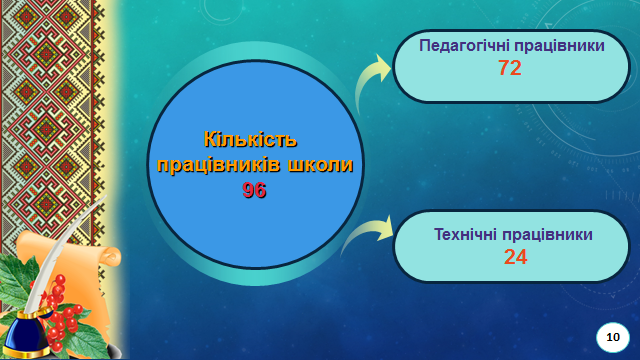 Кількість
працівників школи
96
Педагогічні працівники
72
Технічні працівники
24
10